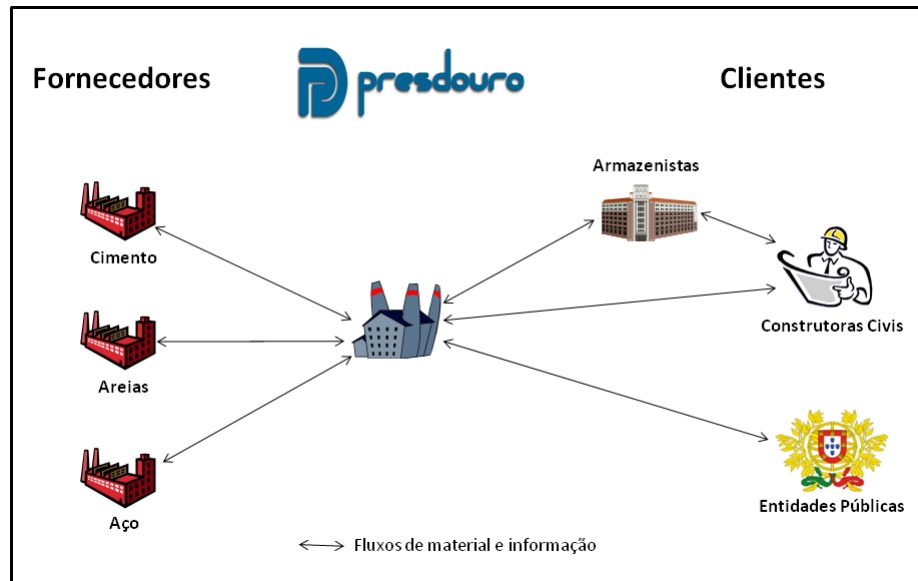 Fornecedores
presdouro
Clientes
Armazenistas
Cimento
Construtoras Civis
Areias
Entidades Públicas
Aço
Fluxos de material e informação